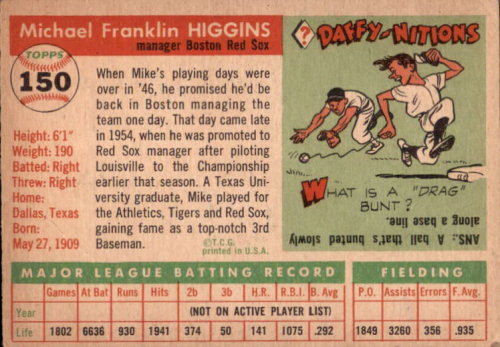 Michael Franklin HIGGINS
manager Boston Red Sox
TOPPS
150
Height: 6'1"
Weight: 190
Batted: Right
Threw: Right
Home:
Dallas, Texas
Born:
May 27, 1909
When Mike's playing days were
over in '46, he promised he'd be
back in Boston managing the
team one day. That day came late
in 1954, when he was promoted to
Red Sox manager after piloting
Louisville to the Championship
earlier that season. A Texas Uni-
versity graduate, Mike played for
the Athletics, Tigers and Red Sox,
gaining fame as a top-notch 3rd
Baseman.
©T.C.G.
printed in U.S.A.
? DAFFY-NITIONS
WHAT IS A "DRAG"
BUNT?
ANS.. A ball that's bunted slowly
along a base line.
MAJOR LEAGUE BATTING RECORD FIELDING
Games At Bat Runs Hits 2b 3b H.R. R.B.I. B. Avg P.O. Assists Errors F.Avg.
Year (NOT ON ACTIVE PLAYER LIST)
Life 1802 6636 930 1941 374 50 141 1075 .292 1849 3260 356 .935